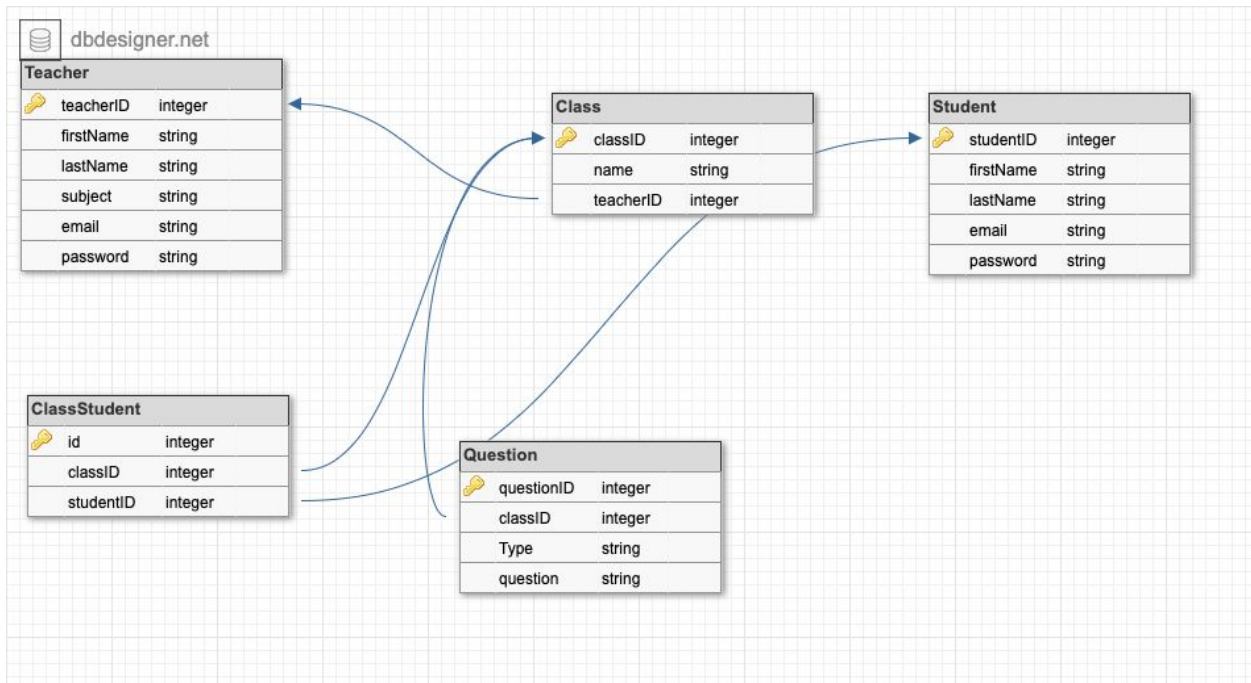 dbdesigner.net
Teacher
teacherID integer
firstName string
lastName string
subject string
email string
password string
Class
classID integer
name string
teacherID integer
Student
studentID integer
firstName string
lastName string
email string
password string
ClassStudent
id integer
classID integer
studentID integer
Question
questionID integer
classID integer
Type string
question string